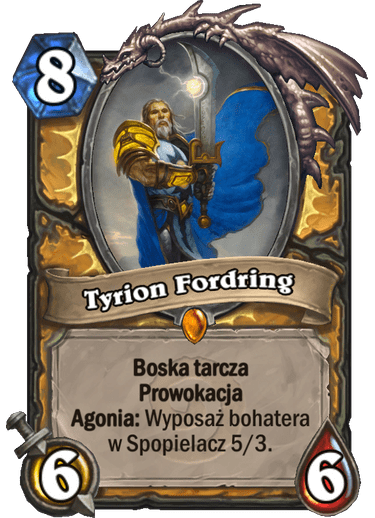 8
Tyrion Fordring
Boska tarcza
Prowokacja
Agonia: Wyposaż bohatera
w Spopielacz 5/3.
6
6